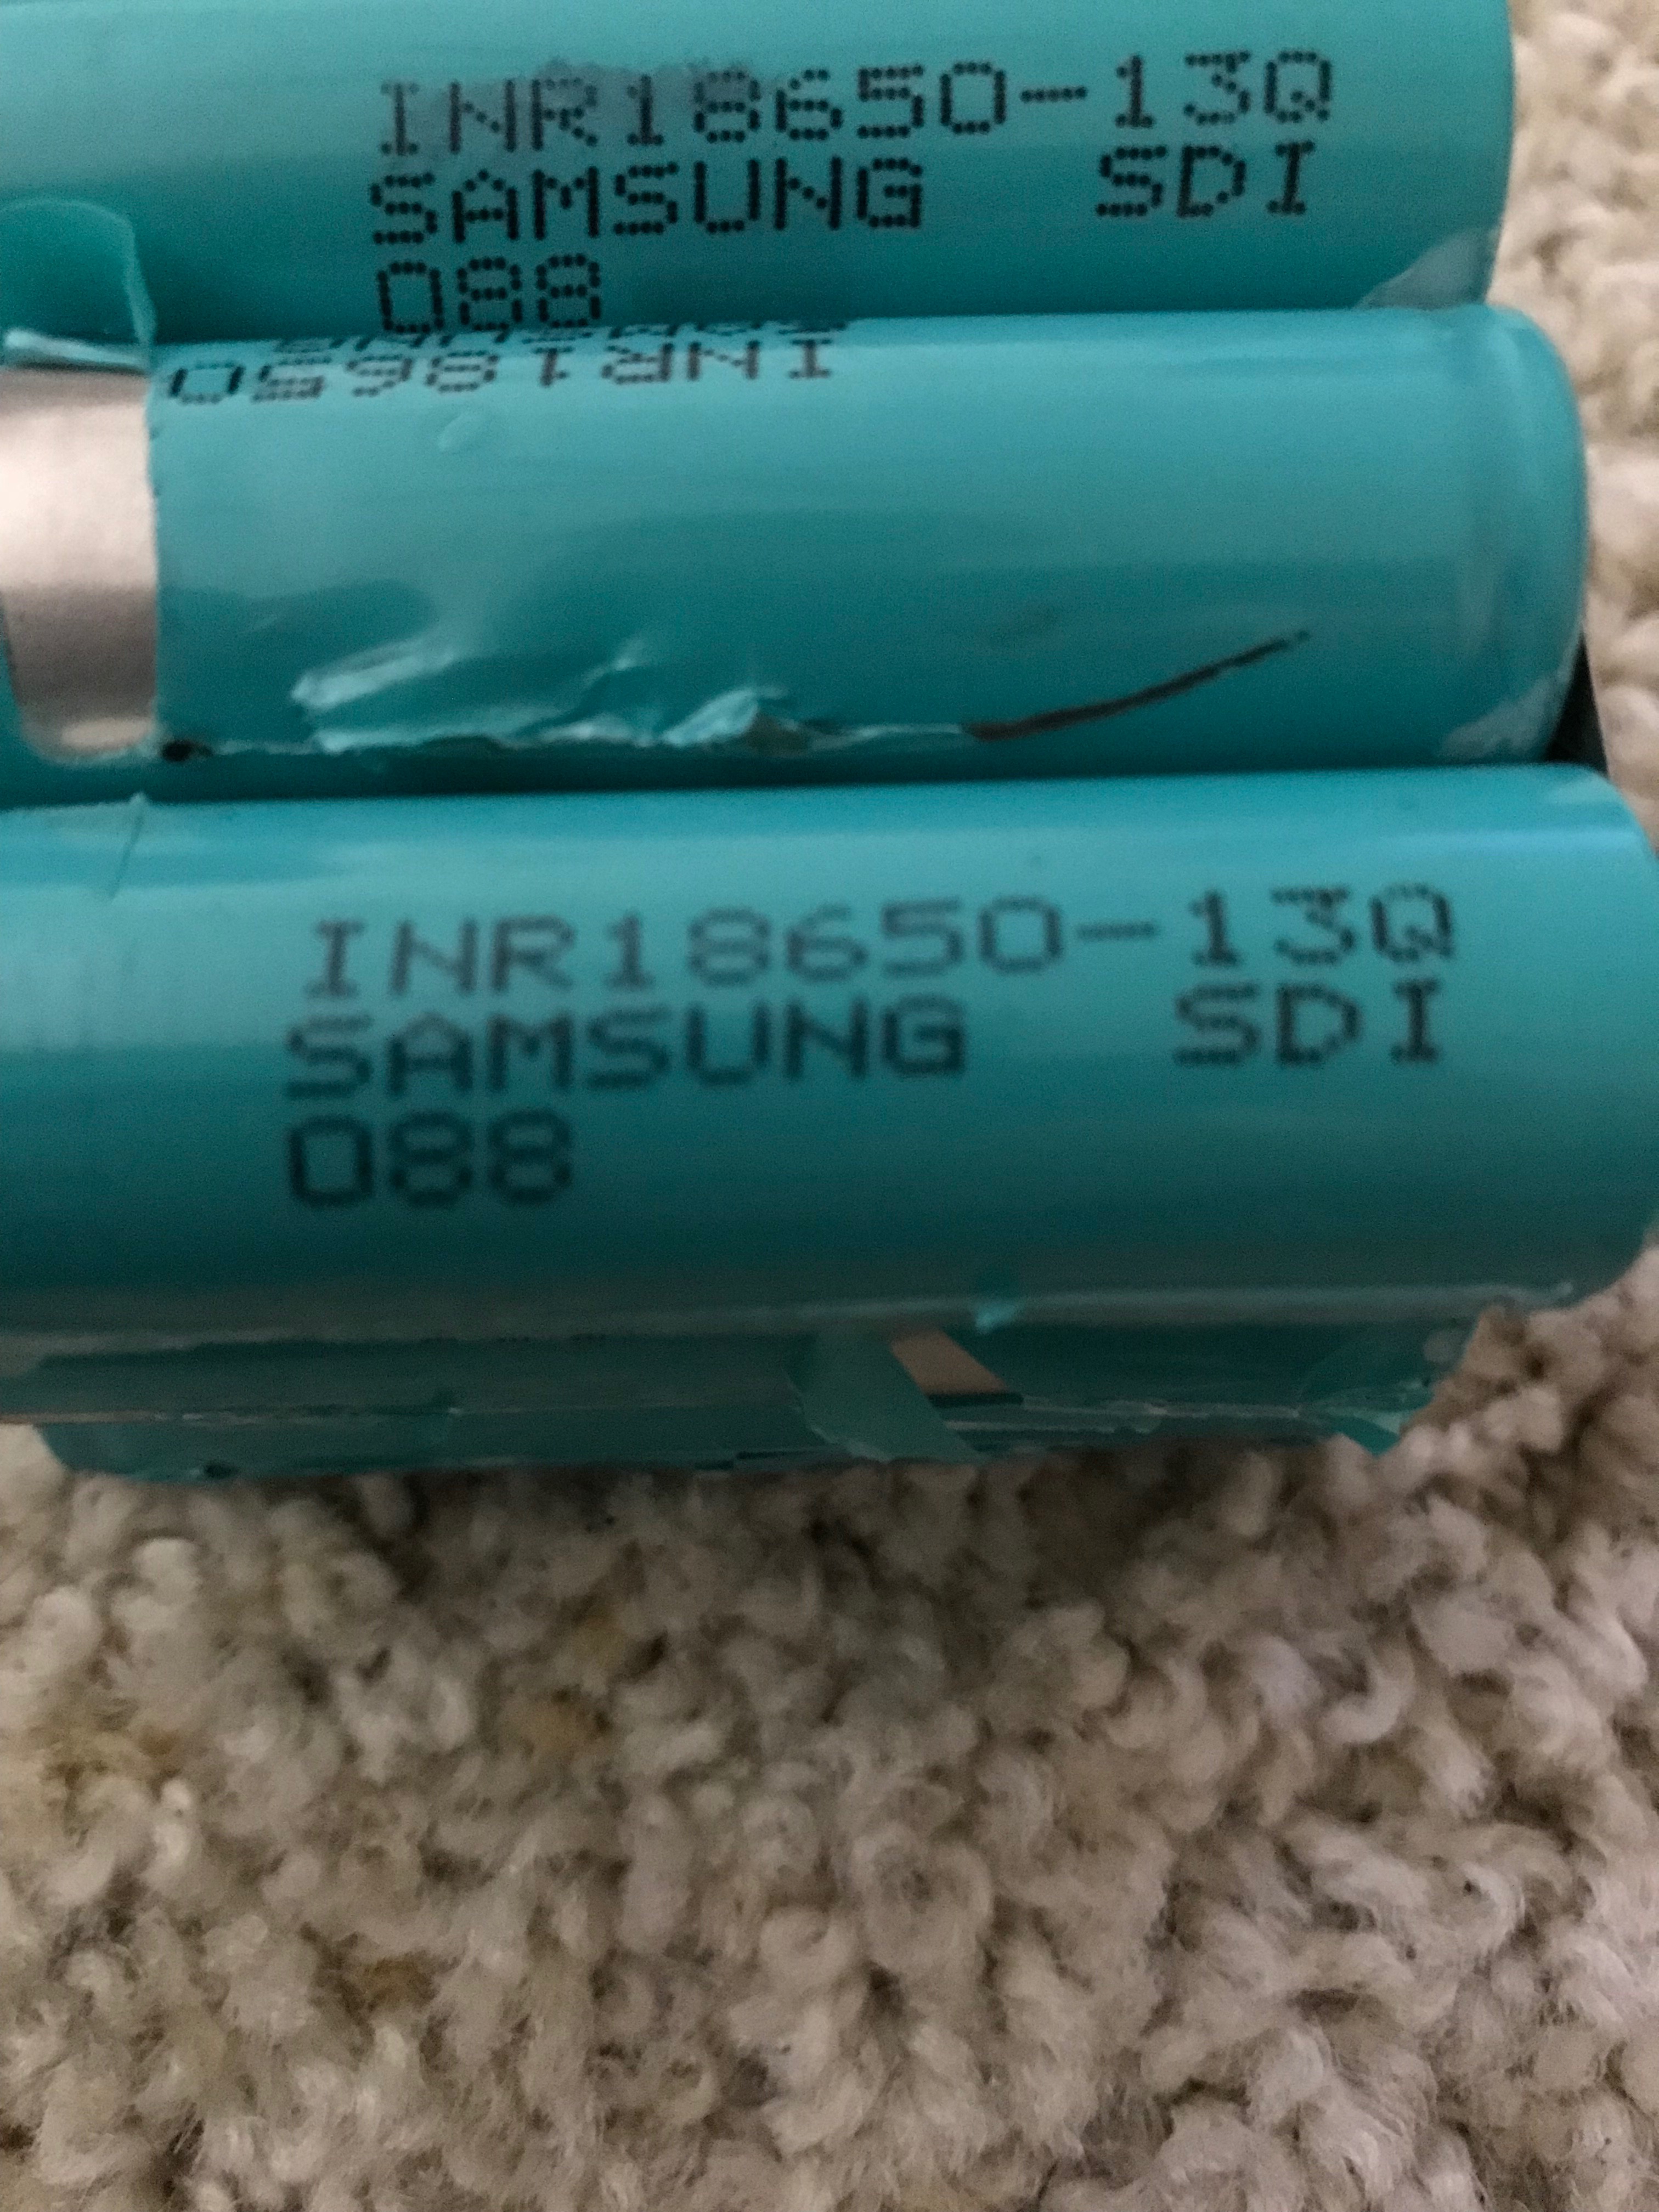 INR18650-13Q
SAMSUNG SDI
088
INR18650
INR18650-13Q
SAMSUNG SDI
088